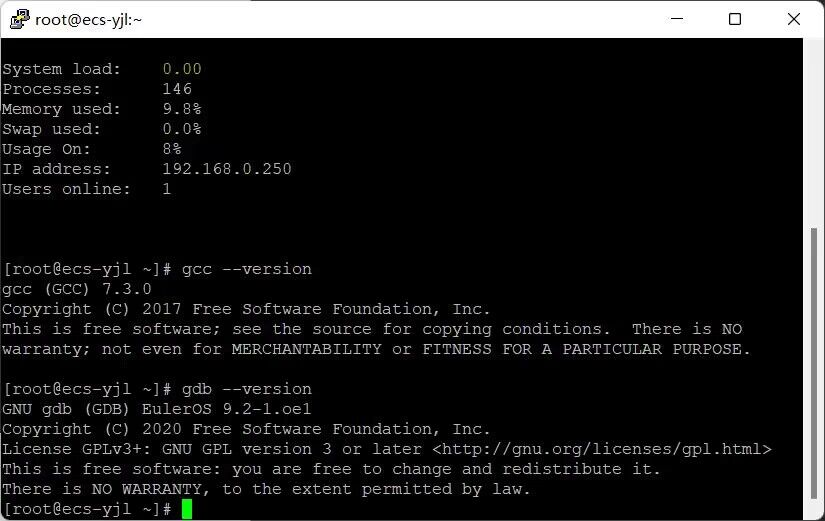 root@ecs-yjl:~
System load:    0.00
Processes:      146
Memory used:    9.8%
Swap used:      0.0%
Usage On:       8%
IP address:     192.168.0.250
Users online:   1
[root@ecs-yjl ~]# gcc --version
gcc (GCC) 7.3.0
Copyright (C) 2017 Free Software Foundation, Inc.
This is free software; see the source for copying conditions.  There is NO
warranty; not even for MERCHANTABILITY or FITNESS FOR A PARTICULAR PURPOSE.
[root@ecs-yjl ~]# gdb --version
GNU gdb (GDB) EulerOS 9.2-1.oe1
Copyright (C) 2020 Free Software Foundation, Inc.
License GPLv3+: GNU GPL version 3 or later <http://gnu.org/licenses/gpl.html>
This is free software: you are free to change and redistribute it.
There is NO WARRANTY, to the extent permitted by law.
[root@ecs-yjl ~]#